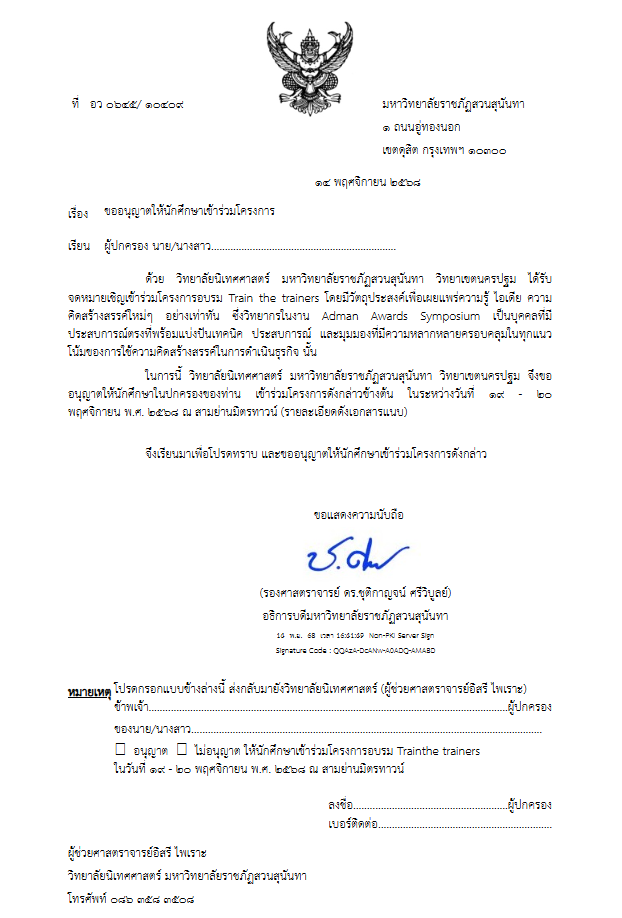 ที่ อว ๐๖๔๕/ ๑๐๔๐๙
มหาวิทยาลัยราชภัฏสวนสุนันทา
๑ ถนนอู่ทองนอก
เขตดุสิต กรุงเทพฯ ๑๐๓๐๐
๑๔ พฤศจิกายน ๒๕๖๘
เรื่อง ขออนุญาตให้นักศึกษาเข้าร่วมโครงการ
เรียน ผู้ปกครอง นาย/นางสาว....................................................................
ด้วย วิทยาลัยนิเทศศาสตร์ มหาวิทยาลัยราชภัฏสวนสุนันทา วิทยาเขตนครปฐม ได้รับ
จดหมายเชิญเข้าร่วมโครงการอบรม Train the trainers โดยมีวัตถุประสงค์เพื่อเผยแพร่ความรู้ ไอเดีย ความ
คิดสร้างสรรค์ใหม่ๆ อย่างเท่าทัน ซึ่งวิทยากรในงาน Adman Awards Symposium เป็นบุคคลที่มี
ประสบการณ์ตรงที่พร้อมแบ่งปันเทคนิค ประสบการณ์ และมุมมองที่มีความหลากหลายครอบคลุมในทุกแนว
โน้มของการใช้ความคิดสร้างสรรค์ในการดำเนินธุรกิจ นั้น
ในการนี้ วิทยาลัยนิเทศศาสตร์ มหาวิทยาลัยราชภัฏสวนสุนันทา วิทยาเขตนครปฐม จึงขอ
อนุญาตให้นักศึกษาในปกครองของท่าน เข้าร่วมโครงการดังกล่าวข้างต้น ในระหว่างวันที่ ๑๙ - ๒๐
พฤศจิกายน พ.ศ. ๒๕๖๘ ณ สามย่านมิตรทาวน์ (รายละเอียดดังเอกสารแนบ)
จึงเรียนมาเพื่อโปรดทราบ และขออนุญาตให้นักศึกษาเข้าร่วมโครงการดังกล่าว
ขอแสดงความนับถือ
(รองศาสตราจารย์ ดร.ชุติกาญจน์ ศรีวิบูลย์)
อธิการบดีมหาวิทยาลัยราชภัฏสวนสุนันทา
พ.ย. 68 เวลา Non-PKI Server Sign
Signature Code :
หมายเหตุ โปรดกรอกแบบข้างล่างนี้ ส่งกลับมายังวิทยาลัยนิเทศศาสตร์ (ผู้ช่วยศาสตราจารย์อิสรี ไพเราะ)
ข้าพเจ้า....................................................................................................................................ผู้ปกครอง
ของนาย/นางสาว.................................................................................................................................
☐ อนุญาต ☐ ไม่อนุญาต ให้นักศึกษาเข้าร่วมโครงการอบรม Trainthe trainers
ในวันที่ ๑๙ - ๒๐ พฤศจิกายน พ.ศ. ๒๕๖๘ ณ สามย่านมิตรทาวน์
ลงชื่อ.........................................................ผู้ปกครอง
เบอร์ติดต่อ................................................................
ผู้ช่วยศาสตราจารย์อิสรี ไพเราะ
วิทยาลัยนิเทศศาสตร์ มหาวิทยาลัยราชภัฏสวนสุนันทา
โทรศัพท์ ๐๘๖ ๓๕๘ ๓๕๐๘